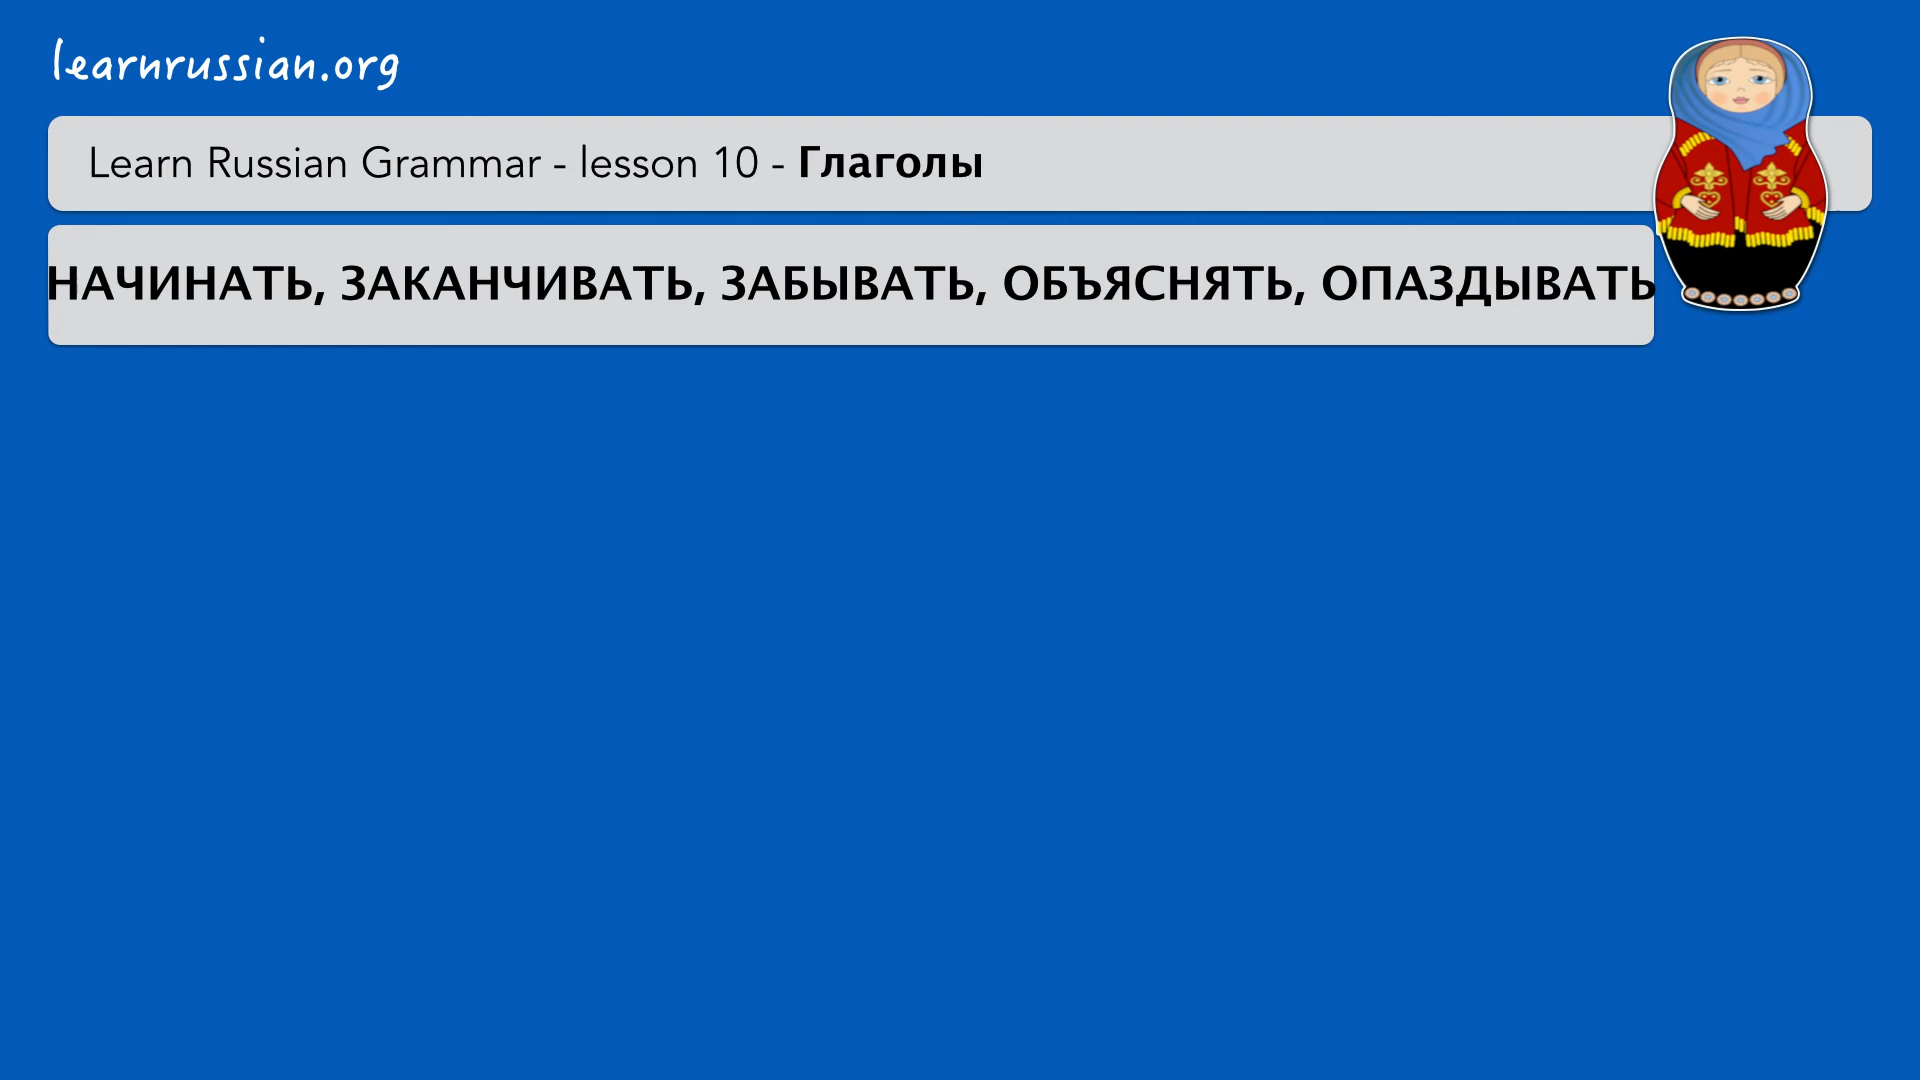 learnrussian.org
Learn Russian Grammar - lesson 10 - Глаголы
НАЧИНАТЬ, ЗАКАНЧИВАТЬ, ЗАБЫВАТЬ, ОБЪЯСНЯТЬ, ОПАЗДЫВАТЬ